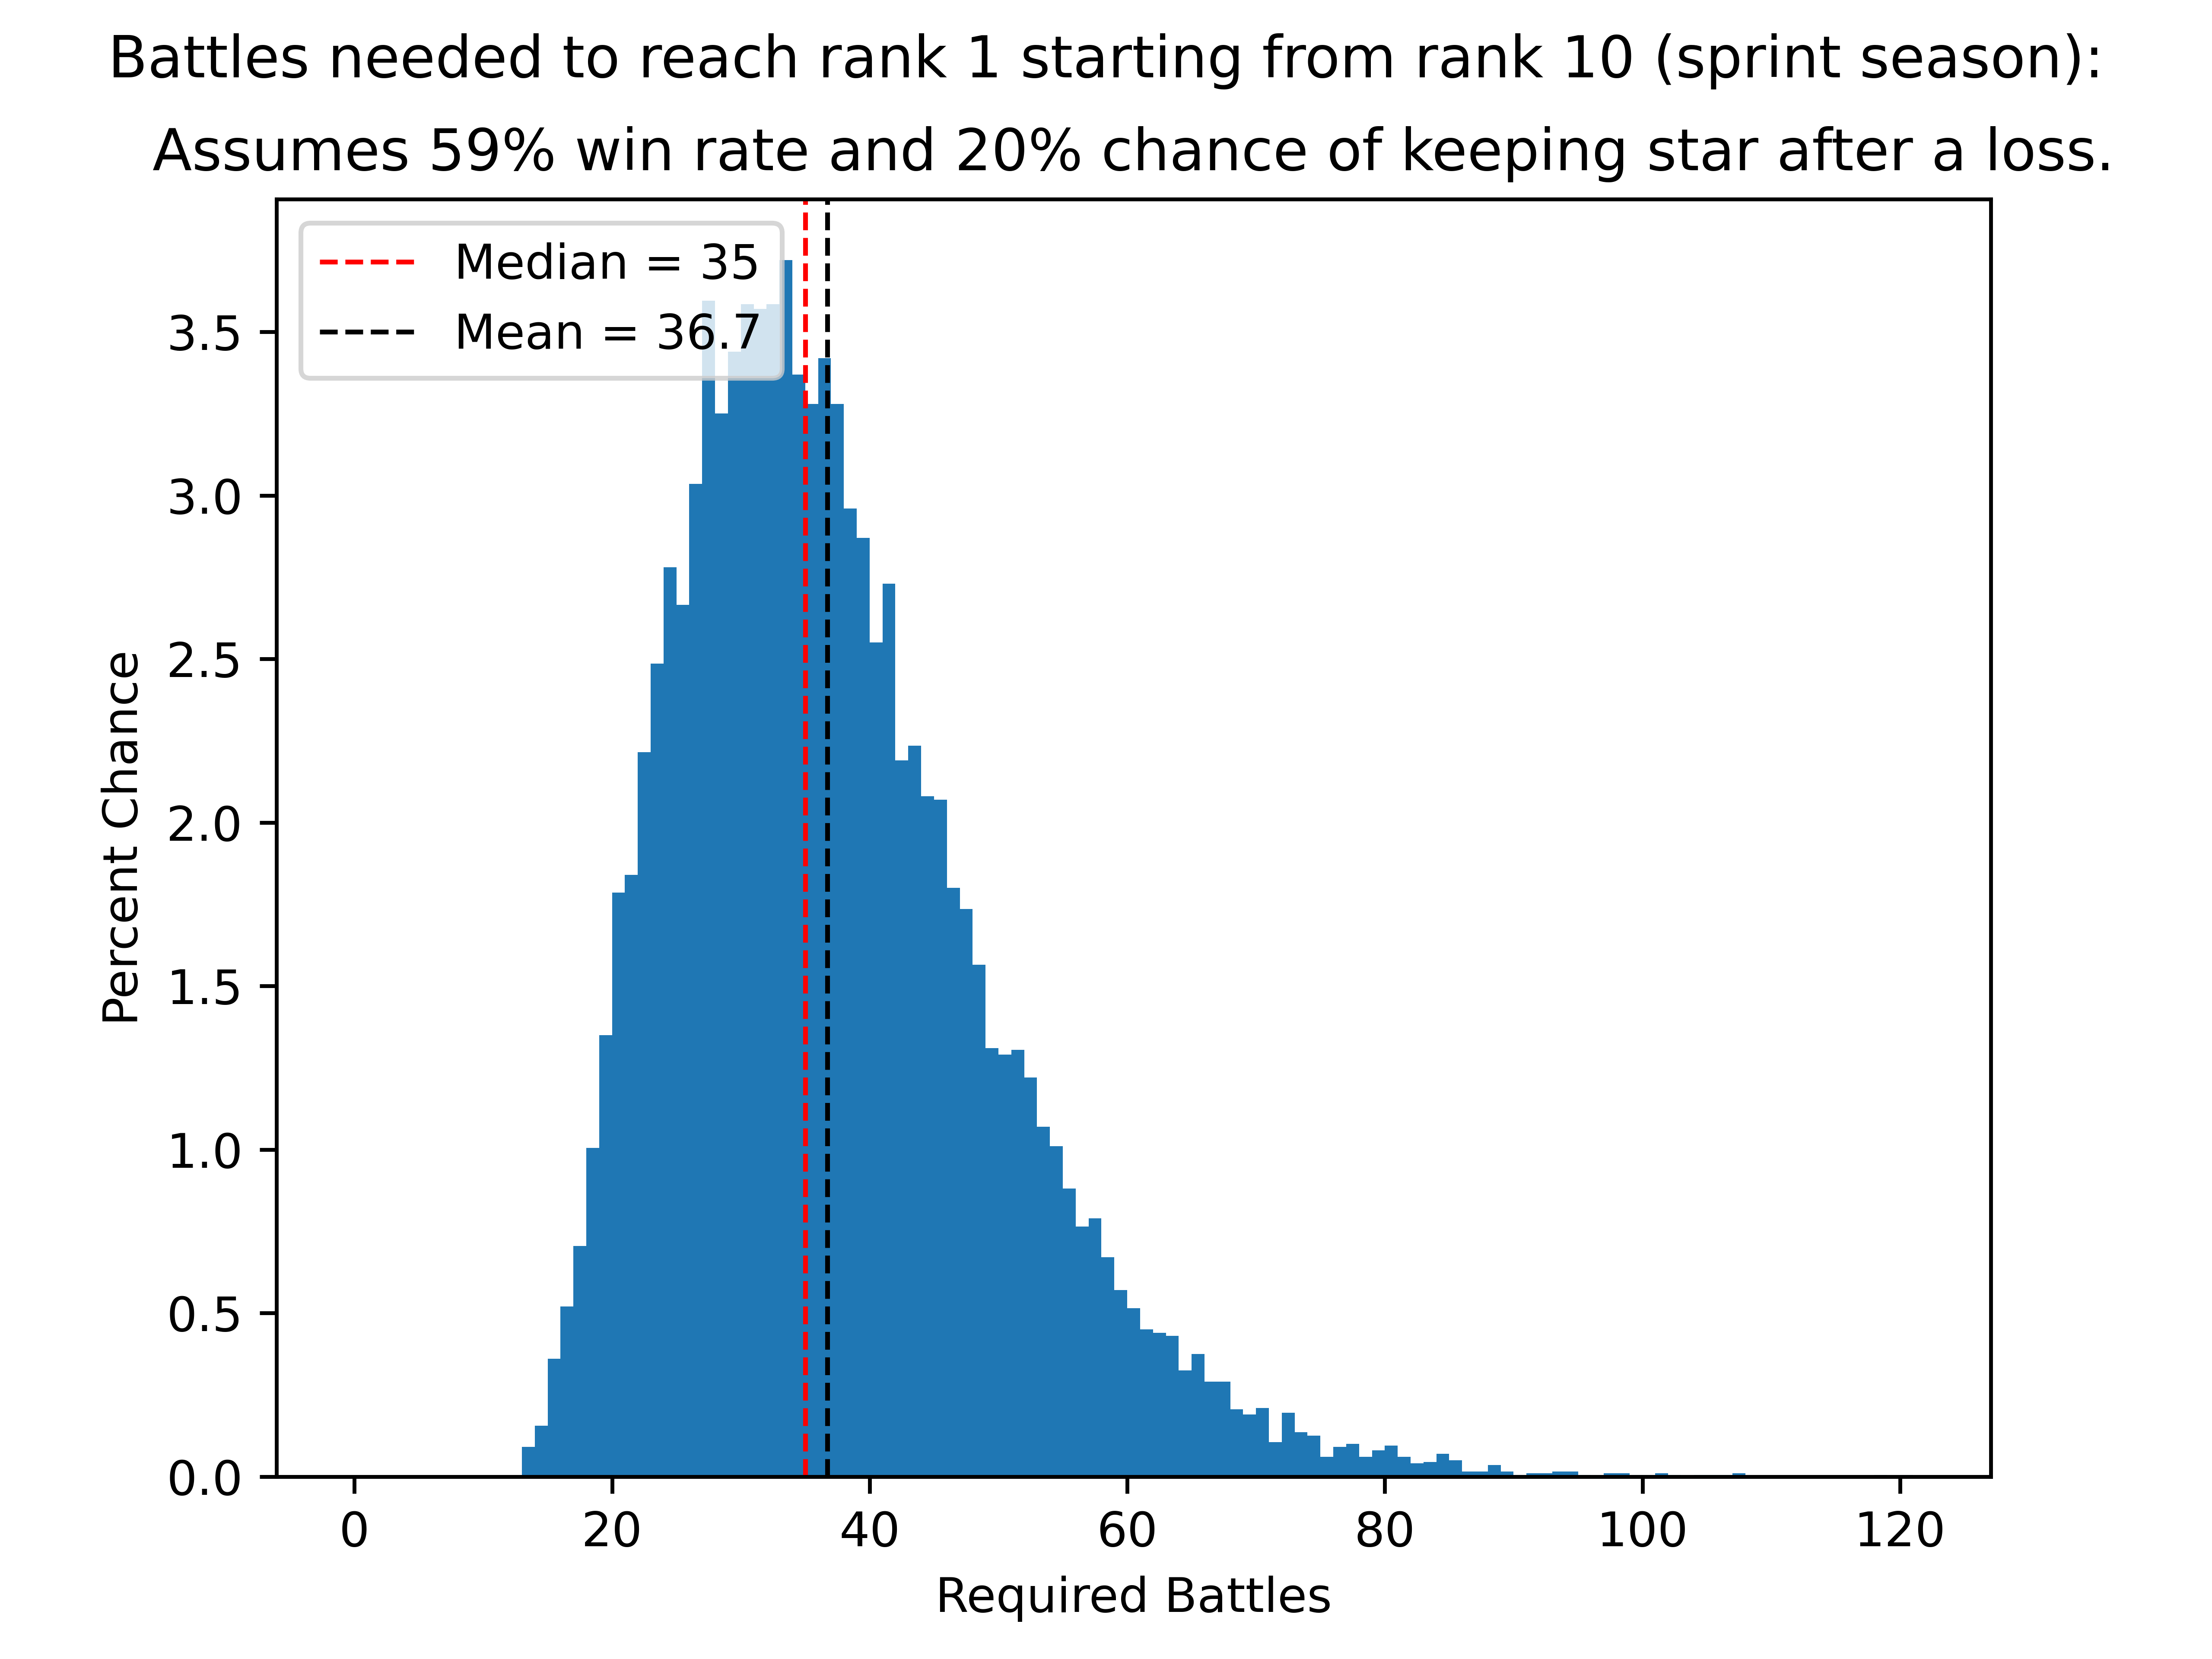 Battles needed to reach rank 1 starting from rank 10 (sprint season):
Assumes 59% win rate and 20% chance of keeping star after a loss.
Median = 35
Mean = 36.7
Percent Chance
3.5
3.0
2.5
2.0
1.5
1.0
0.5
0.0
0 20 40 60 80 100 120
Required Battles